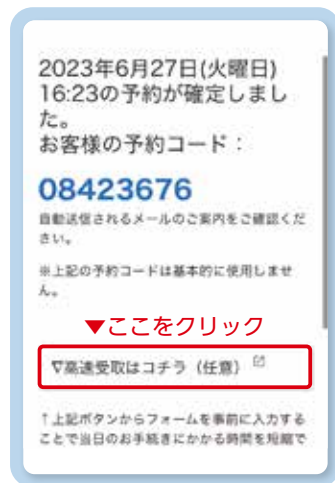 2023年6月27日(火曜日)
16:23の予約が確定しまし
た。
お客様の予約コード：
08423676
自動送信されるメールのご案内をご確認くだ
さい。
※上記の予約コードは基本的に使用しませ
ん。
▼ここをクリック
∇高速受取はコチラ（任意）
↑上記ボタンからフォームを事前に入力する
ことで当日のお手続きにかかる時間を短縮で